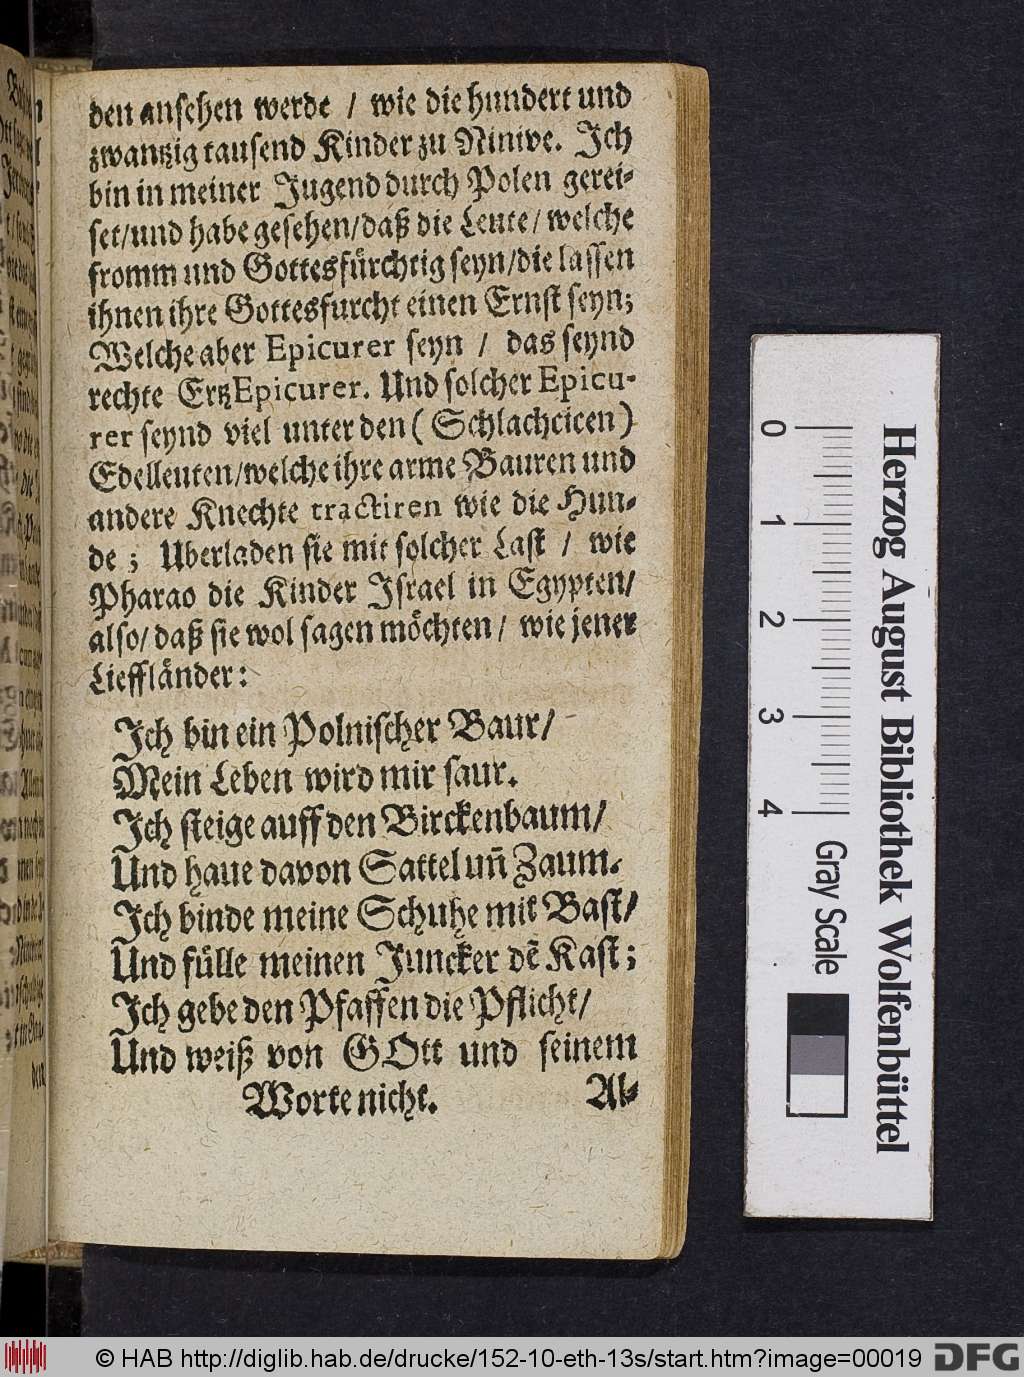 den ansehen werde / wie die hundert und
zwantzig tausend Kinder zu Ninive. Ich
bin in meiner Jugend durch Polen gerei-
set/und habe gesehen/daß die Leute/welche
fromm und Gottesfürchtig seyn/die lassen
ihnen ihre Gottesfurcht einen Ernst seyn;
Welche aber Epicurer seyn / das seynd
rechte ErtzEpicurer. Und solcher Epicu-
rer seynd viel unter den (Schlachcicen)
Edelleuten/welche ihre arme Bauren und
andere Knechte tractiren wie die Hun-
de; Uberladen sie mit solcher Last / wie
Pharao die Kinder Israel in Egypten/
also/daß sie wol sagen möchten/ wie jener
Lieffländer:
Ich bin ein Polnischer Baur/
Mein Leben wird mir saur.
Ich steige auff den Birckenbaum/
Und haue davon Sattel uñ Zaum.
Ich binde meine Schuhe mit Bast/
Und fülle meinen Juncker dẽ Kast;
Ich gebe den Pfaffen die Pflicht/
Und weiß von GOtt und seinem
Worte nicht.
Al-
0 1 2 3 4
Gray Scale
Herzog August Bibliothek Wolfenbüttel
© HAB http://diglib.hab.de/drucke/152-10-eth-13s/start.htm?image=00019
DFG